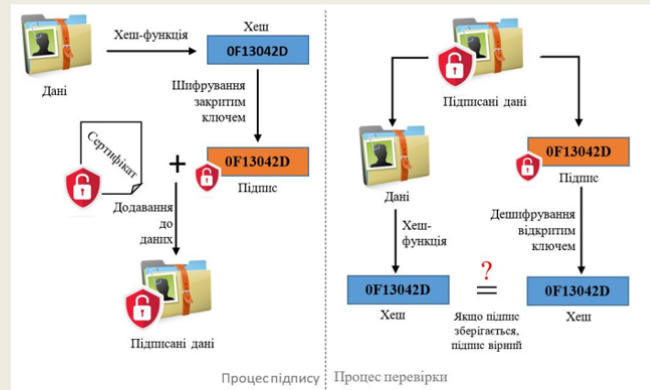 Хеш-функція
Хеш
0F13042D
Дані
Шифрування
закритим
ключем
Сертифікат
+
0F13042D
Підпис
Додавання
до
даних
Підписані дані
Процес підпису
Підписані дані
Дані
0F13042D
Підпис
Хеш-
функція
Дешифрування
відкритим
ключем
0F13042D
Хеш
?
=
Якщо підпис
зберігається,
підпис вірний
0F13042D
Хеш
Процес перевірки